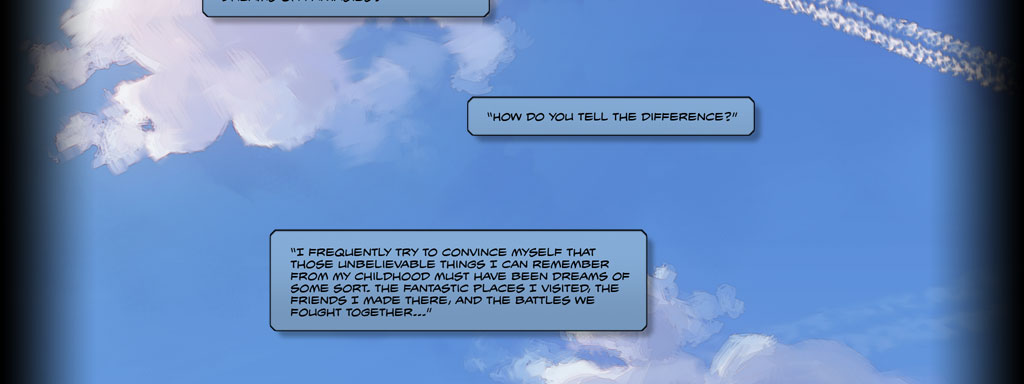 "HOW DO YOU TELL THE DIFFERENCE?"
"I FREQUENTLY TRY TO CONVINCE MYSELF THAT
THOSE UNBELIEVABLE THINGS I CAN REMEMBER
FROM MY CHILDHOOD MUST HAVE BEEN DREAMS OF
SOME SORT. THE FANTASTIC PLACES I VISITED, THE
FRIENDS I MADE THERE, AND THE BATTLES WE
FOUGHT TOGETHER..."